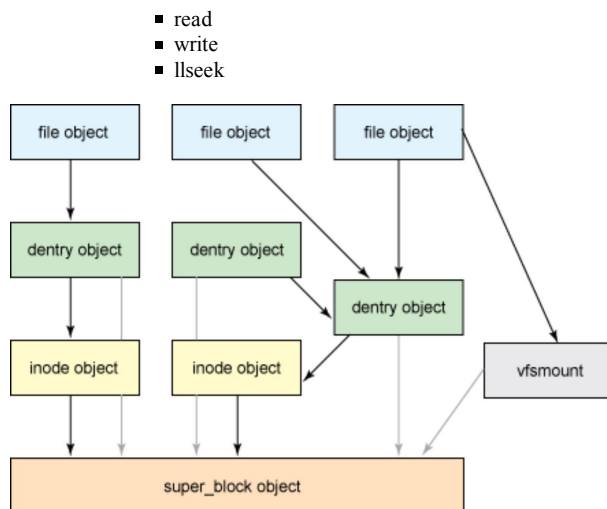 ▪ read
▪ write
▪ llseek
file object
file object
file object
dentry object
dentry object
dentry object
inode object
inode object
vfsmount
super_block object